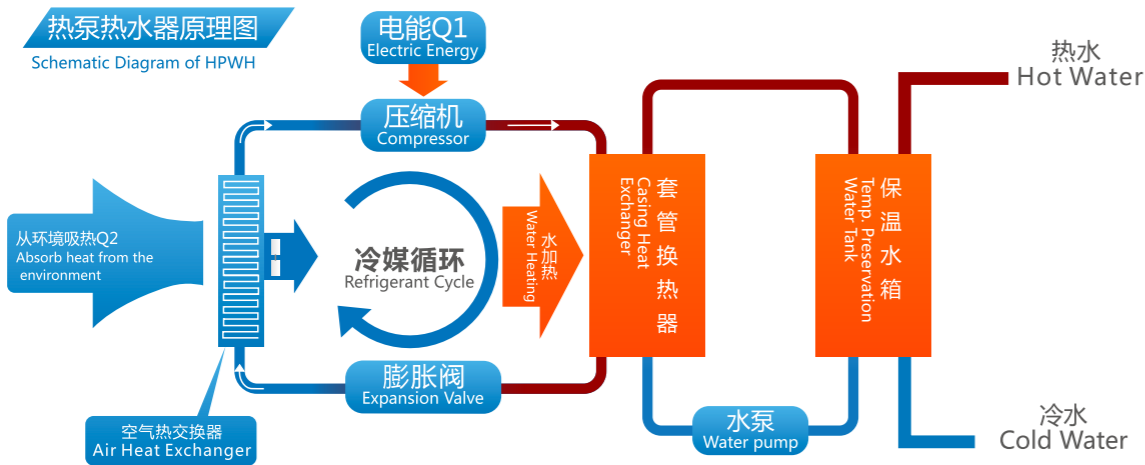 热泵热水器原理图
Schematic Diagram of HPWH
电能Q1
Electric Energy
压缩机
Compressor
热水
Hot Water
从环境吸热Q2
Absorb heat from the
environment
冷媒循环
Refrigerant Cycle
水加热
Water Heating
套管换热器
Casing Heat
Exchanger
保温水箱
Temp. Preservation
Water Tank
膨胀阀
Expansion Valve
空气热交换器
Air Heat Exchanger
水泵
Water pump
冷水
Cold Water